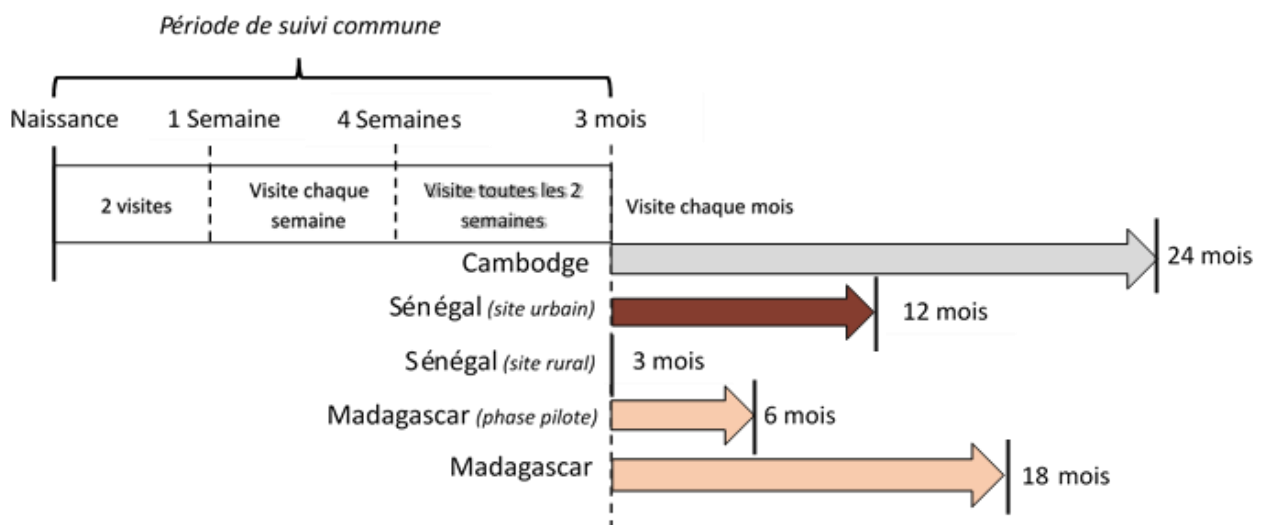 Période de suivi commune
Naissance 1 Semaine 4 Semaines 3 mois
2 visites
Visite chaque
semaine
Visite toutes les 2
semaines
Visite chaque mois
Cambodge
24 mois
Sénégal (site urbain)
12 mois
Sénégal (site rural)
3 mois
Madagascar (phase pilote)
6 mois
Madagascar
18 mois